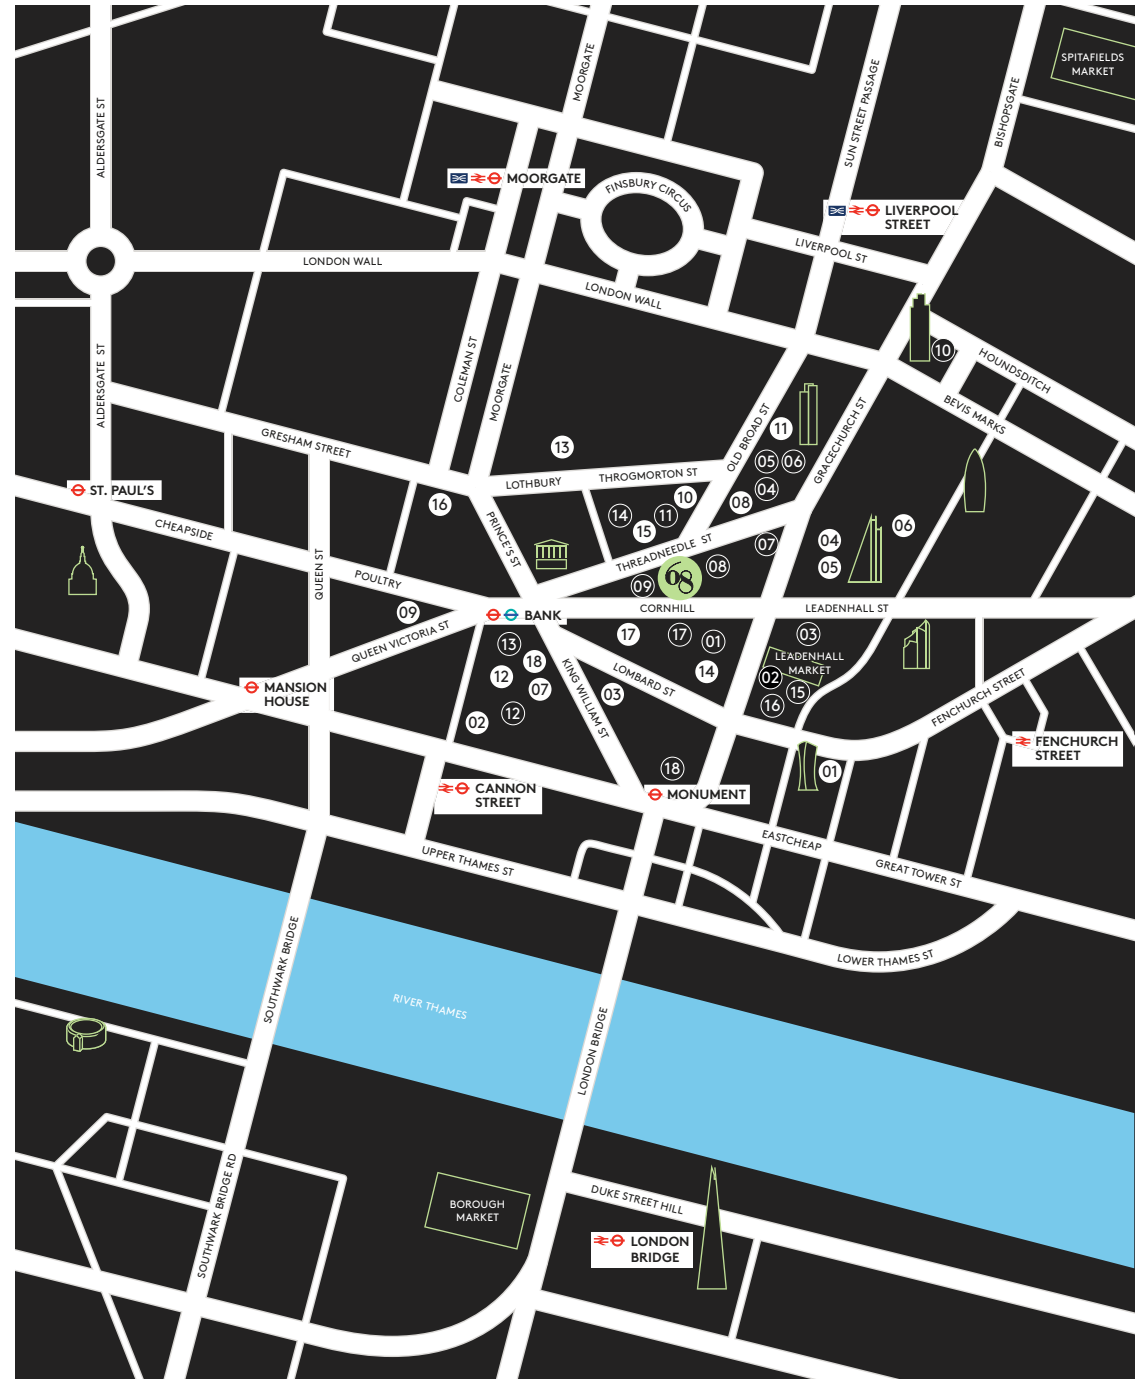 SPITAFIELDS
MARKET
MOORGATE
SUN STREET PASSAGE
BISHOPSGATE
ALDERSGATE ST
MOORGATE
FINSBURY CIRCUS
LIVERPOOL
STREET
LIVERPOOL ST
LONDON WALL
LONDON WALL
10
HOUNDSDITCH
ALDERSGATE ST
COLEMAN ST
MOORGATE
BEVIS MARKS
GRESHAM STREET
13
OLD BROAD ST
11
GRACECHURCH ST
05
06
LOTHBURY
THROGMORTON ST
ST. PAUL'S
04
16
10
08
CHEAPSIDE
PRINCE'S ST
14
11
15
06
04
THREADNEEDLE ST
07
QUEEN ST
POULTRY
05
08
09
68
09
BANK
CORNHILL
LEADENHALL ST
QUEEN VICTORIA ST
13
17
17
01
03
18
LEADENHALL
MARKET
12
KING WILLIAM ST
LOMBARD ST
14
02
MANSION
HOUSE
07
03
15
16
FENCHURCH STREET
02
12
FENCHURCH
STREET
18
01
CANNON
STREET
MONUMENT
EASTCHEAP
UPPER THAMES ST
GREAT TOWER ST
LOWER THAMES ST
SOUTHWARK BRIDGE
RIVER THAMES
LONDON BRIDGE
SOUTHWARK BRIDGE RD
BOROUGH
MARKET
DUKE STREET HILL
LONDON
BRIDGE